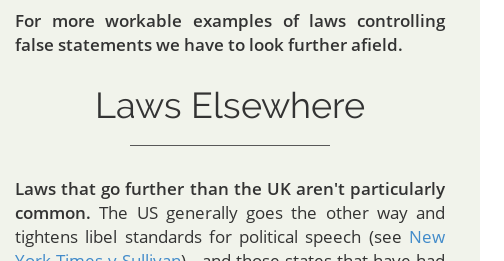 For more workable examples of laws controlling
false statements we have to look further afield.
Laws Elsewhere
Laws that go further than the UK aren't particularly
common. The US generally goes the other way and
tightens libel standards for political speech (see New
York Times v Sullivan) - and those states that have had